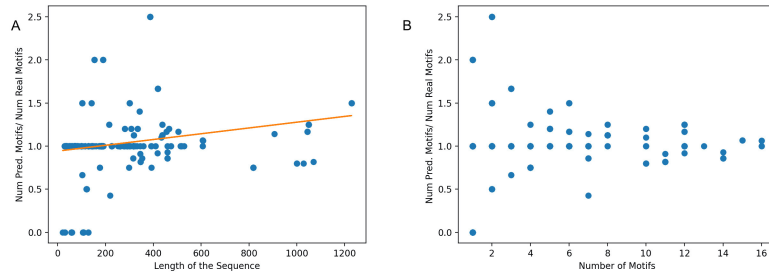 A
Num Pred. Motifs/ Num Real Motifs
2.5
2.0
1.5
1.0
0.5
0.0
0 200 400 600 800 1000 1200
Length of the Sequence
B
Num Pred. Motifs/ Num Real Motifs
2.5
2.0
1.5
1.0
0.5
0.0
2 4 6 8 10 12 14 16
Number of Motifs